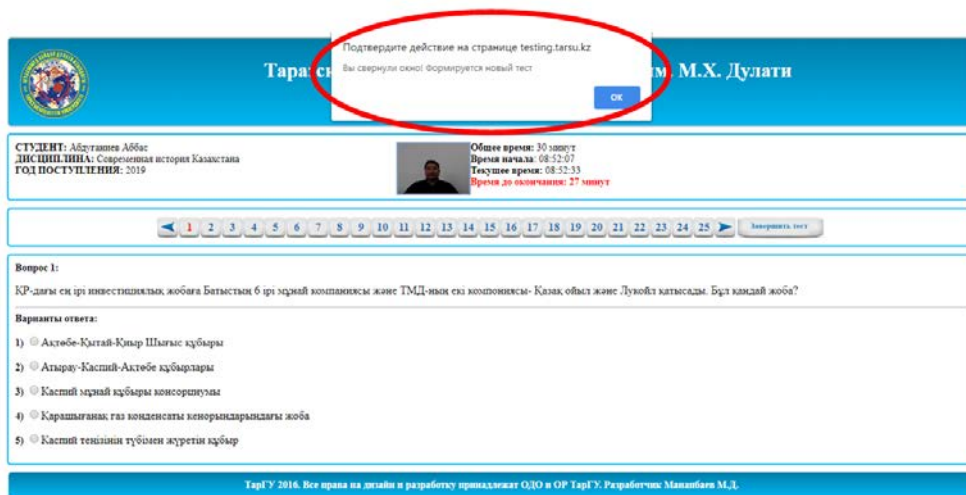 Подтвердите действие на странице testing.tarsu.kz
Вы свернули окно! Формируется новый тест
ОК
Таразск им. М.Х. Дулати
СТУДЕНТ: Абдуганиев Аббас
ДИСЦИПЛИНА: Современная история Казахстана
ГОД ПОСТУПЛЕНИЯ: 2019
Общее время: 30 минут
Время начала: 08:52:07
Текущее время: 08:52:33
Время до окончания: 27 минут
1 2 3 4 5 6 7 8 9 10 11 12 13 14 15 16 17 18 19 20 21 22 23 24 25 Завершить тест
Вопрос 1:
ҚР-дағы ең ірі инвестициялық жобаға Батыстың 6 ірі мұнай компаниясы және ТМД-ның екі компониясы- Қазақ ойыл және Лукойл қатысады. Бұл қандай жоба?
Варианты ответа:
1) Ақтөбе-Қытай-Қиыр Шығыс құбыры
2) Атырау-Каспий-Ақтөбе құбырлары
3) Каспий мұнай құбыры консорциумы
4) Қарашығанақ газ конденсаты кенорындарындағы жоба
5) Каспий теңізінің түбімен жүретін құбыр
ТарГУ 2016. Все права на дизайн и разработку принадлежат ОДО и ОР ТарГУ. Разработчик Манапбаев М.Д.